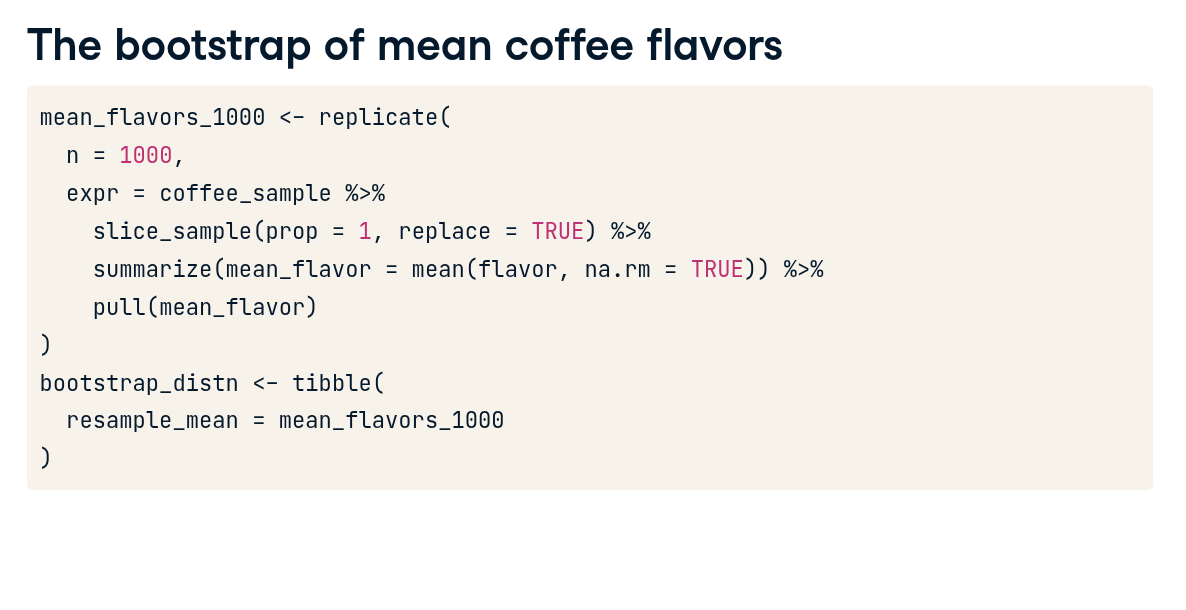 The bootstrap of mean coffee flavors
mean_flavors_1000 <- replicate(
  n = 1000,
  expr = coffee_sample %>%
    slice_sample(prop = 1, replace = TRUE) %>%
    summarize(mean_flavor = mean(flavor, na.rm = TRUE)) %>%
    pull(mean_flavor)
)
bootstrap_distn <- tibble(
  resample_mean = mean_flavors_1000
)